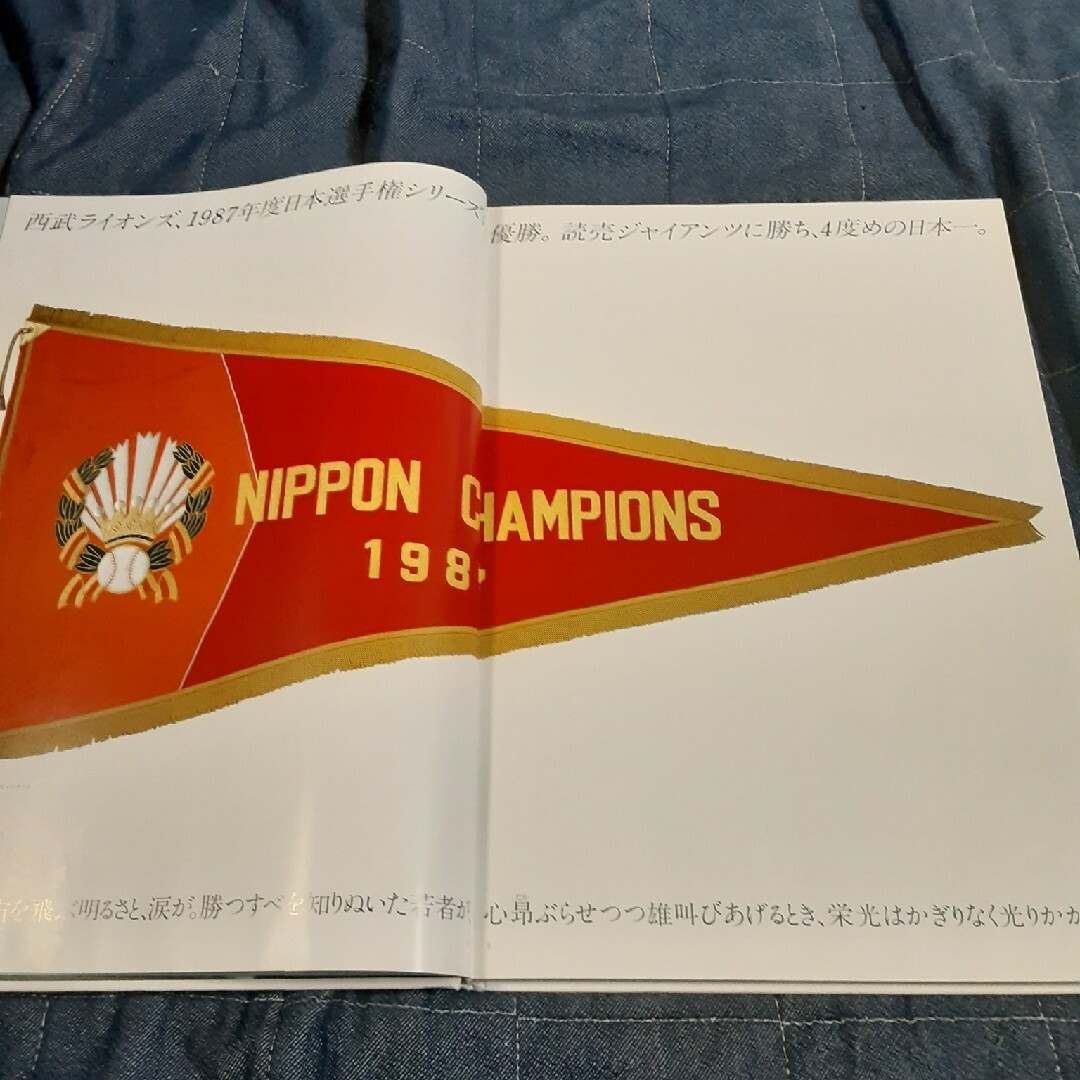 西武ライオンズ、1987年度日本選手権シリーズ 優勝。読売ジャイアンツに勝ち、4度めの日本一。
NIPPON CHAMPIONS
198
を飛ぶ明るさと、涙が。勝つすべを知りぬいた若者が、心昂ぶらせつつ雄叫びあげるとき、栄光はかぎりなく光りかが